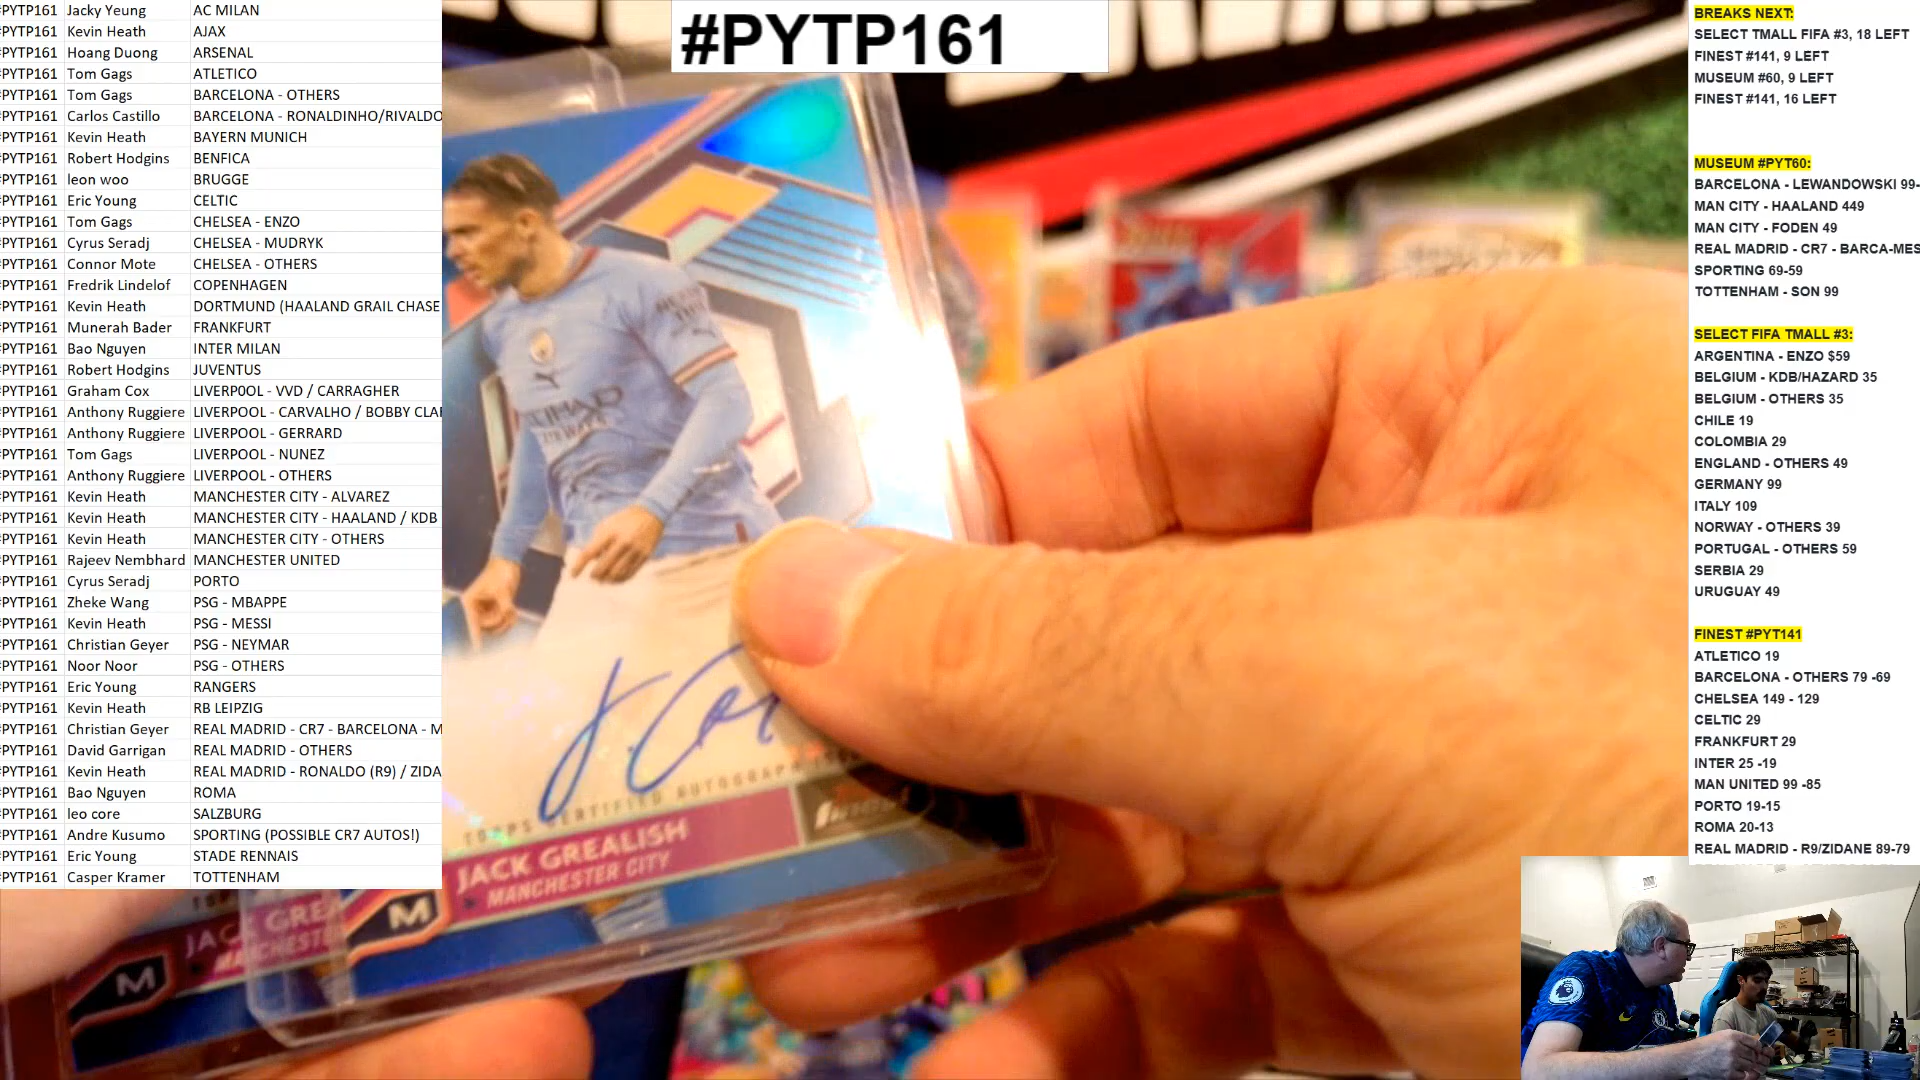 #PYTP161
#PYTP161 Jacky Yeung AC MILAN
#PYTP161 Kevin Heath AJAX
#PYTP161 Hoang Duong ARSENAL
#PYTP161 Tom Gags ATLETICO
#PYTP161 Tom Gags BARCELONA - OTHERS
#PYTP161 Carlos Castillo BARCELONA - RONALDINHO/RIVALDO
#PYTP161 Kevin Heath BAYERN MUNICH
#PYTP161 Robert Hodgins BENFICA
#PYTP161 leon woo BRUGGE
#PYTP161 Eric Young CELTIC
#PYTP161 Tom Gags CHELSEA - ENZO
#PYTP161 Cyrus Seradj CHELSEA - MUDRYK
#PYTP161 Connor Mote CHELSEA - OTHERS
#PYTP161 Fredrik Lindelof COPENHAGEN
#PYTP161 Kevin Heath DORTMUND (HAALAND GRAIL CHASE
#PYTP161 Munerah Bader FRANKFURT
#PYTP161 Bao Nguyen INTER MILAN
#PYTP161 Robert Hodgins JUVENTUS
#PYTP161 Graham Cox LIVERP0OL - VVD / CARRAGHER
#PYTP161 Anthony Ruggiere LIVERPOOL - CARVALHO / BOBBY CLA
#PYTP161 Anthony Ruggiere LIVERPOOL - GERRARD
#PYTP161 Tom Gags LIVERPOOL - NUNEZ
#PYTP161 Anthony Ruggiere LIVERPOOL - OTHERS
#PYTP161 Kevin Heath MANCHESTER CITY - ALVAREZ
#PYTP161 Kevin Heath MANCHESTER CITY - HAALAND / KDB
#PYTP161 Kevin Heath MANCHESTER CITY - OTHERS
#PYTP161 Rajeev Nembhard MANCHESTER UNITED
#PYTP161 Cyrus Seradj PORTO
#PYTP161 Zheke Wang PSG - MBAPPE
#PYTP161 Kevin Heath PSG - MESSI
#PYTP161 Christian Geyer PSG - NEYMAR
#PYTP161 Noor Noor PSG - OTHERS
#PYTP161 Eric Young RANGERS
#PYTP161 Kevin Heath RB LEIPZIG
#PYTP161 Christian Geyer REAL MADRID - CR7 - BARCELONA - M
#PYTP161 David Garrigan REAL MADRID - OTHERS
#PYTP161 Kevin Heath REAL MADRID - RONALDO (R9) / ZIDA
#PYTP161 Bao Nguyen ROMA
#PYTP161 leo core SALZBURG
#PYTP161 Andre Kusumo SPORTING (POSSIBLE CR7 AUTOS!)
#PYTP161 Eric Young STADE RENNAIS
#PYTP161 Casper Kramer TOTTENHAM
ETIHAD
AIRWAYS
TOPPS CERTIFIED AUTOGRAPH
JACK GREALISH
MANCHESTER CITY
M
JACK GREA
MANCHESTER
M
BREAKS NEXT:
SELECT TMALL FIFA #3, 18 LEFT
FINEST #141, 9 LEFT
MUSEUM #60, 9 LEFT
FINEST #141, 16 LEFT
MUSEUM #PYT60:
BARCELONA - LEWANDOWSKI 99-
MAN CITY - HAALAND 449
MAN CITY - FODEN 49
REAL MADRID - CR7 - BARCA-MES
SPORTING 69-59
TOTTENHAM - SON 99
SELECT FIFA TMALL #3:
ARGENTINA - ENZO $59
BELGIUM - KDB/HAZARD 35
BELGIUM - OTHERS 35
CHILE 19
COLOMBIA 29
ENGLAND - OTHERS 49
GERMANY 99
ITALY 109
NORWAY - OTHERS 39
PORTUGAL - OTHERS 59
SERBIA 29
URUGUAY 49
FINEST #PYT141
ATLETICO 19
BARCELONA - OTHERS 79 -69
CHELSEA 149 - 129
CELTIC 29
FRANKFURT 29
INTER 25 -19
MAN UNITED 99 -85
PORTO 19-15
ROMA 20-13
REAL MADRID - R9/ZIDANE 89-79